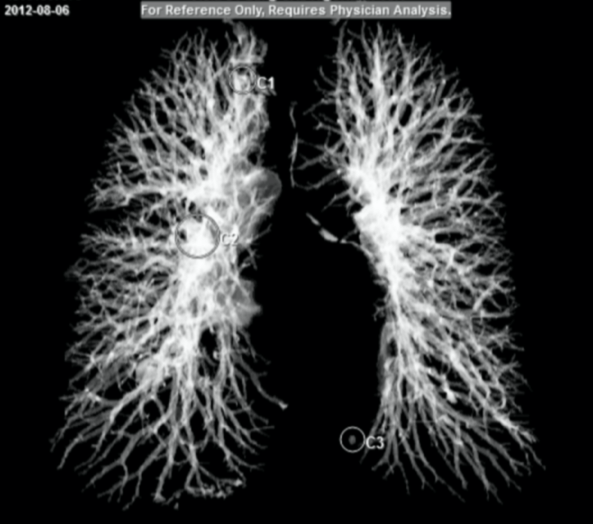 2012-08-06
For Reference Only, Requires Physician Analysis.
C1
C2
C3